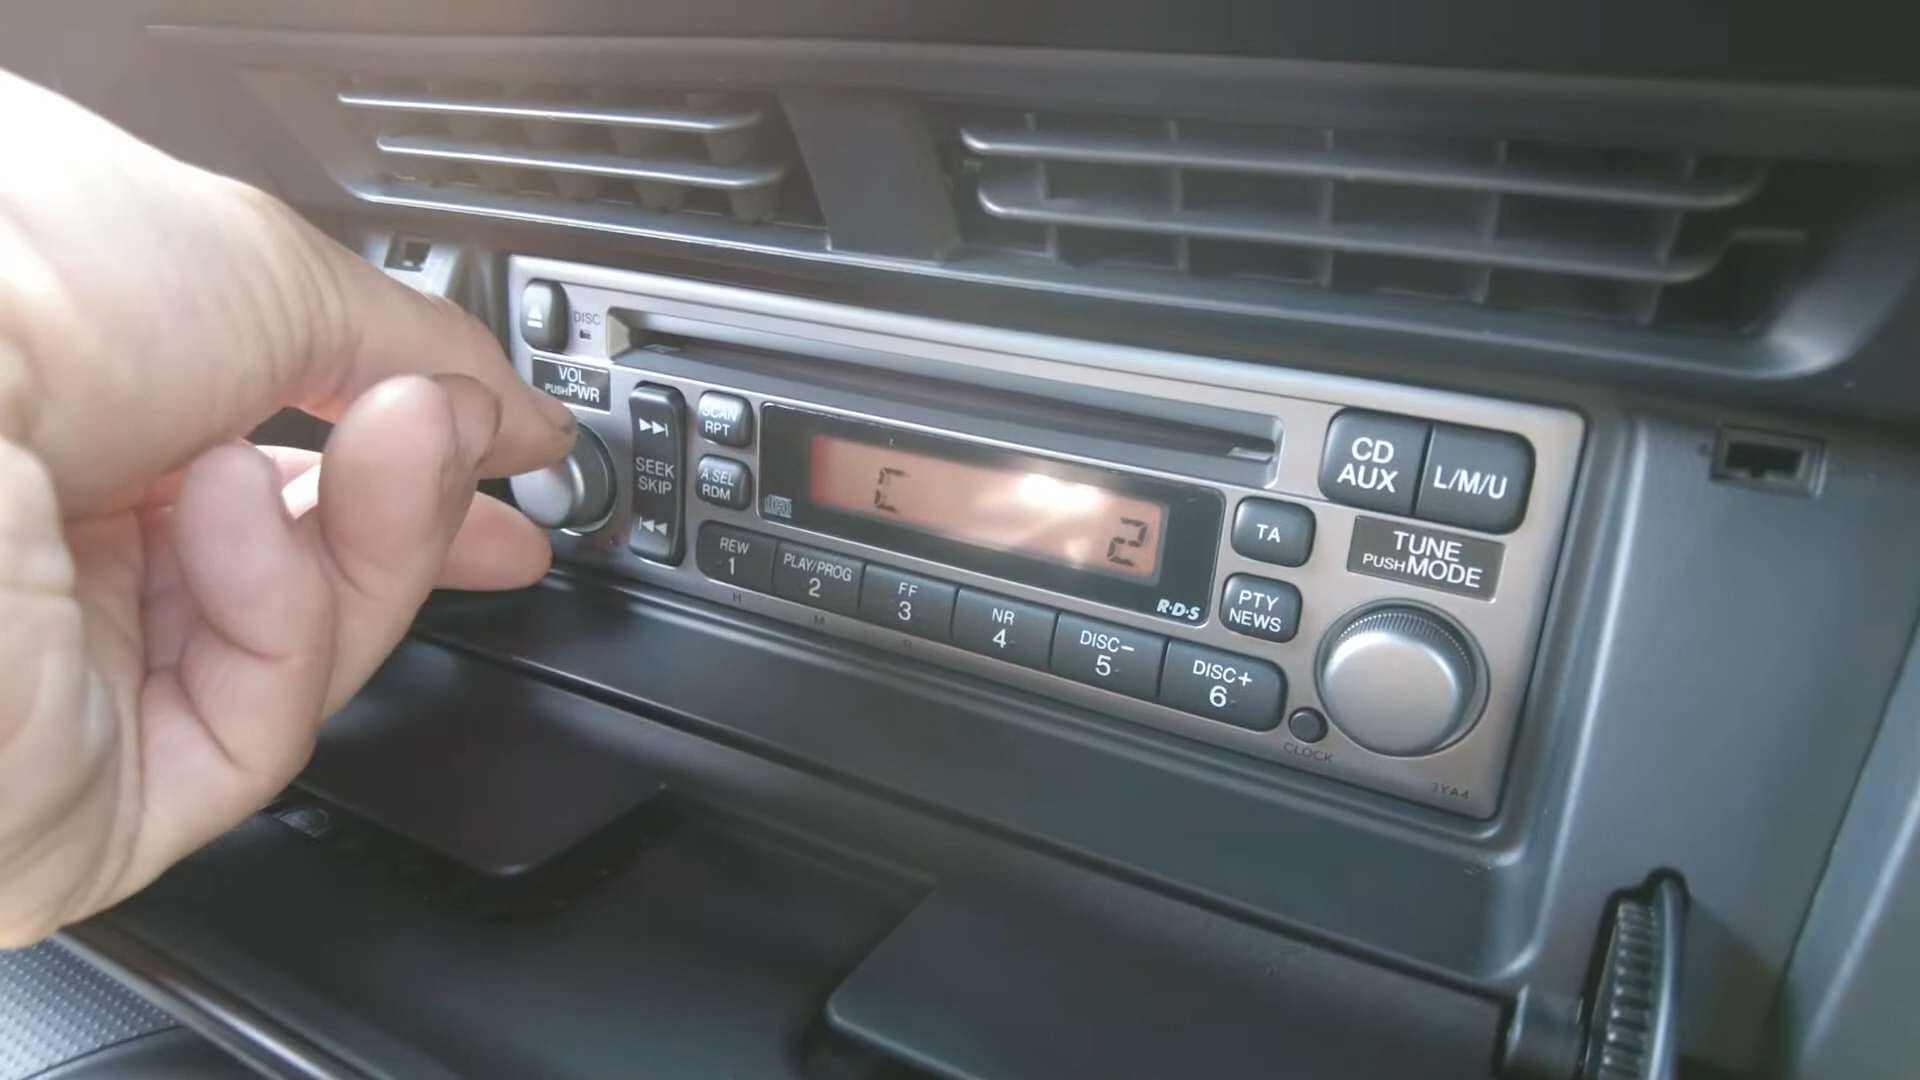 DISC
VOL
PUSH PWR
SEEK
SKIP
SCAN
RPT
A.SEL
RDM
C 2
R·D·S
CD
AUX
L/M/U
TA
TUNE
PUSH MODE
PTY
NEWS
REW
1
PLAY/PROG
2
FF
3
NR
4
DISC-
5
DISC+
6
H
M
R
CLOCK
3YA4